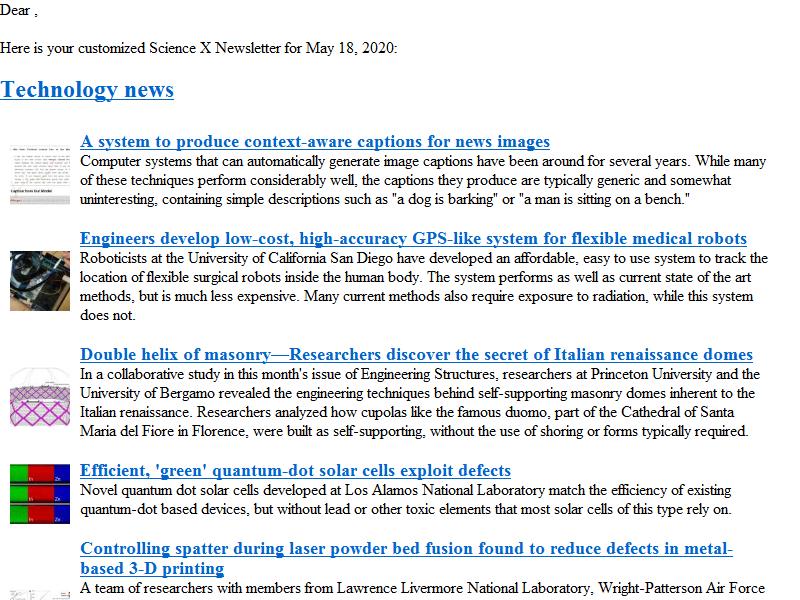 Dear ,
Here is your customized Science X Newsletter for May 18, 2020:
Technology news
A system to produce context-aware captions for news images
Computer systems that can automatically generate image captions have been around for several years. While many
of these techniques perform considerably well, the captions they produce are typically generic and somewhat
uninteresting, containing simple descriptions such as "a dog is barking" or "a man is sitting on a bench."
Engineers develop low-cost, high-accuracy GPS-like system for flexible medical robots
Roboticists at the University of California San Diego have developed an affordable, easy to use system to track the
location of flexible surgical robots inside the human body. The system performs as well as current state of the art
methods, but is much less expensive. Many current methods also require exposure to radiation, while this system
does not.
Double helix of masonry—Researchers discover the secret of Italian renaissance domes
In a collaborative study in this month's issue of Engineering Structures, researchers at Princeton University and the
University of Bergamo revealed the engineering techniques behind self-supporting masonry domes inherent to the
Italian renaissance. Researchers analyzed how cupolas like the famous duomo, part of the Cathedral of Santa
Maria del Fiore in Florence, were built as self-supporting, without the use of shoring or forms typically required.
Efficient, 'green' quantum-dot solar cells exploit defects
Novel quantum dot solar cells developed at Los Alamos National Laboratory match the efficiency of existing
quantum-dot based devices, but without lead or other toxic elements that most solar cells of this type rely on.
Controlling spatter during laser powder bed fusion found to reduce defects in metal-
based 3-D printing
A team of researchers with members from Lawrence Livermore National Laboratory, Wright-Patterson Air Force